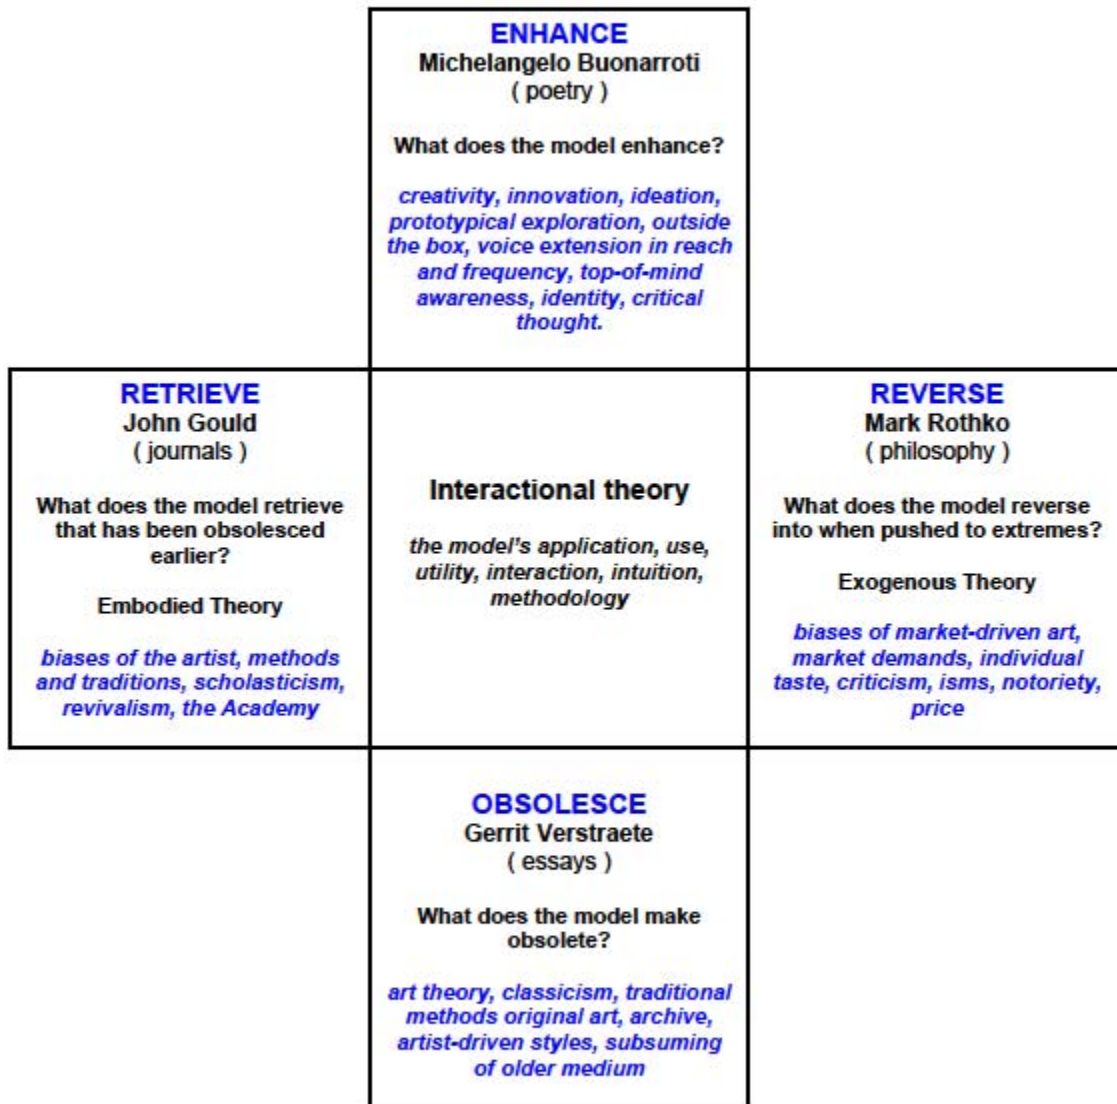 ENHANCE
Michelangelo Buonarroti
( poetry )
What does the model enhance?
creativity, innovation, ideation,
prototypical exploration, outside
the box, voice extension in reach
and frequency, top-of-mind
awareness, identity, critical
thought.
RETRIEVE
John Gould
( journals )
What does the model retrieve
that has been obsolesced
earlier?
Embodied Theory
biases of the artist, methods
and traditions, scholasticism,
revivalism, the Academy
Interactional theory
the model's application, use,
utility, interaction, intuition,
methodology
REVERSE
Mark Rothko
( philosophy )
What does the model reverse
into when pushed to extremes?
Exogenous Theory
biases of market-driven art,
market demands, individual
taste, criticism, isms, notoriety,
price
OBSOLESCE
Gerrit Verstraete
( essays )
What does the model make
obsolete?
art theory, classicism, traditional
methods original art, archive,
artist-driven styles, subsuming
of older medium